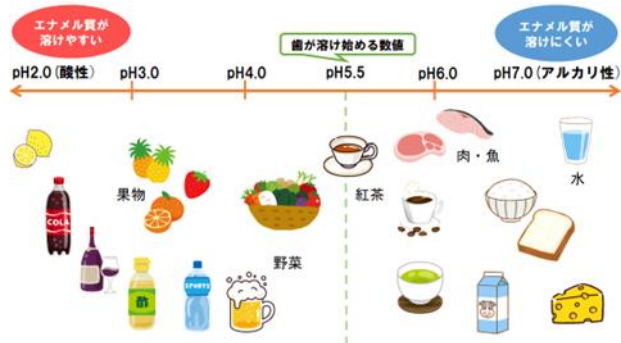 エナメル質が
溶けやすい
エナメル質が
溶けにくい
歯が溶け始める数値
pH2.0(酸性)
pH3.0
pH4.0
pH5.5
pH6.0
pH7.0(アルカリ性)
肉・魚
水
果物
紅茶
COLA
野菜
酢
SPORTS